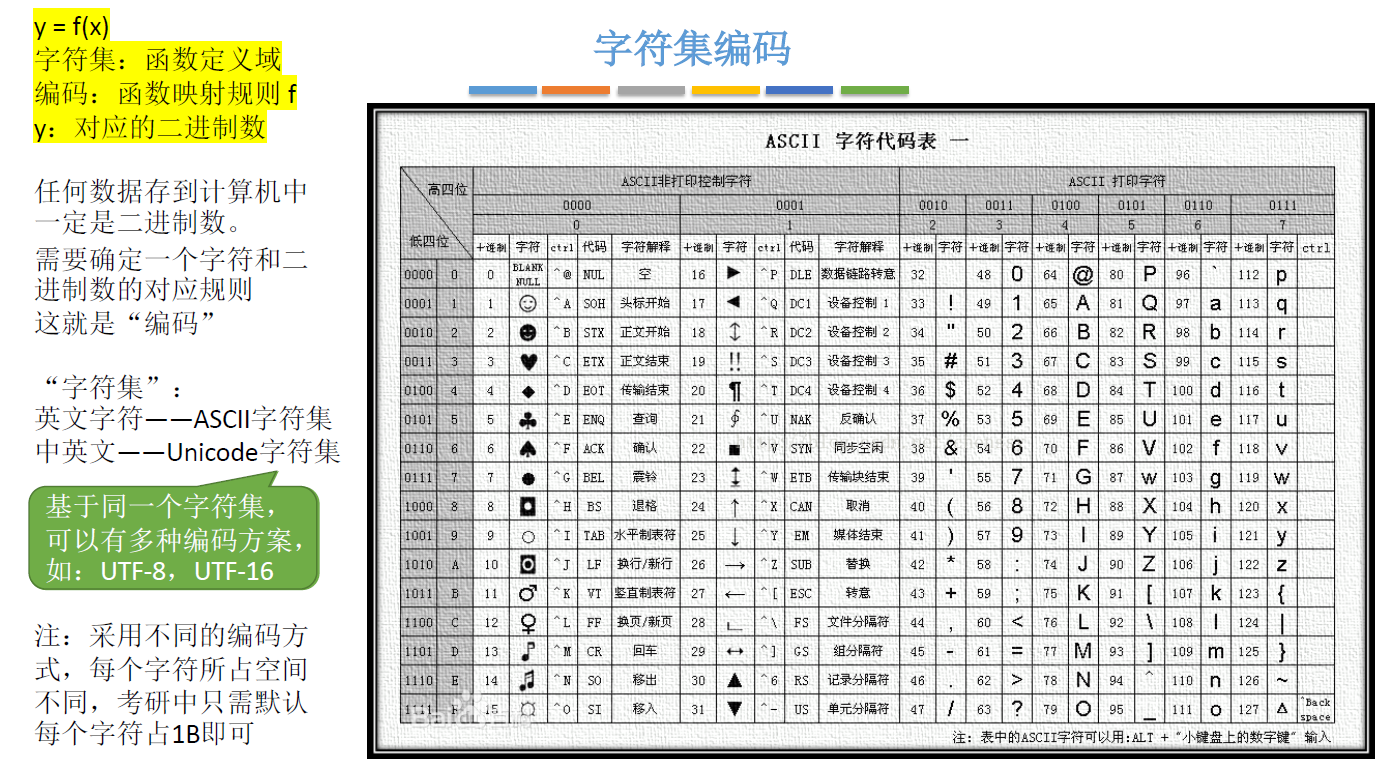 y = f(x)
字符集：函数定义域
编码：函数映射规则 f
y：对应的二进制数
任何数据存到计算机中
一定是二进制数。
需要确定一个字符和二
进制数的对应规则
这就是“编码”
“字符集”：
英文字符——ASCII字符集
中英文——Unicode字符集
基于同一个字符集，
可以有多种编码方案，
如：UTF-8，UTF-16
注：采用不同的编码方
式，每个字符所占空间
不同，考研中只需默认
每个字符占1B即可
字符集编码
ASCII 字符代码表 一
高四位 ASCII非打印控制字符 ASCII 打印字符
0000 0001 0010 0011 0100 0101 0110 0111
0 1 2 3 4 5 6 7
低四位 十进制 字符 ctrl 代码 字符解释 十进制 字符 ctrl 代码 字符解释 十进制 字符 十进制 字符 十进制 字符 十进制 字符 十进制 字符 十进制 字符 ctrl
0000 0 0 BLANK NULL ^@ NUL 空 16 ► ^P DLE 数据链路转意 32 48 0 64 @ 80 P 96 ` 112 p
0001 1 1 ☺ ^A SOH 头标开始 17 ◄ ^Q DC1 设备控制 1 33 ! 49 1 65 A 81 Q 97 a 113 q
0010 2 2 ☻ ^B STX 正文开始 18 ↕ ^R DC2 设备控制 2 34 " 50 2 66 B 82 R 98 b 114 r
0011 3 3 ♥ ^C ETX 正文结束 19 ‼ ^S DC3 设备控制 3 35 # 51 3 67 C 83 S 99 c 115 s
0100 4 4 ♦ ^D EOT 传输结束 20 ¶ ^T DC4 设备控制 4 36 $ 52 4 68 D 84 T 100 d 116 t
0101 5 5 ♣ ^E ENQ 查询 21 ∮ ^U NAK 反确认 37 % 53 5 69 E 85 U 101 e 117 u
0110 6 6 ♠ ^F ACK 确认 22 ■ ^V SYN 同步空闲 38 & 54 6 70 F 86 V 102 f 118 v
0111 7 7 ● ^G BEL 震铃 23 ↨ ^W ETB 传输块结束 39 ' 55 7 71 G 87 w 103 g 119 w
1000 8 8 ◘ ^H BS 退格 24 ↑ ^X CAN 取消 40 ( 56 8 72 H 88 X 104 h 120 x
1001 9 9 ○ ^I TAB 水平制表符 25 ↓ ^Y EM 媒体结束 41 ) 57 9 73 I 89 Y 105 i 121 y
1010 A 10 ◙ ^J LF 换行/新行 26 → ^Z SUB 替换 42 * 58 : 74 J 90 Z 106 j 122 z
1011 B 11 ♂ ^K VT 竖直制表符 27 ← ^[ ESC 转意 43 + 59 ; 75 K 91 [ 107 k 123 {
1100 C 12 ♀ ^L FF 换页/新页 28 ∟ ^\ FS 文件分隔符 44 , 60 < 76 L 92 \ 108 l 124 |
1101 D 13 ♪ ^M CR 回车 29 ↔ ^] GS 组分隔符 45 - 61 = 77 M 93 ] 109 m 125 }
1110 E 14 ♫ ^N SO 移出 30 ▲ ^6 RS 记录分隔符 46 . 62 > 78 N 94 ^ 110 n 126 ~
1111 F 15 ☼ ^O SI 移入 31 ▼ ^- US 单元分隔符 47 / 63 ? 79 O 95 _ 111 o 127 Δ ^Back space
注：表中的ASCII字符可以用:ALT + "小键盘上的数字键" 输入